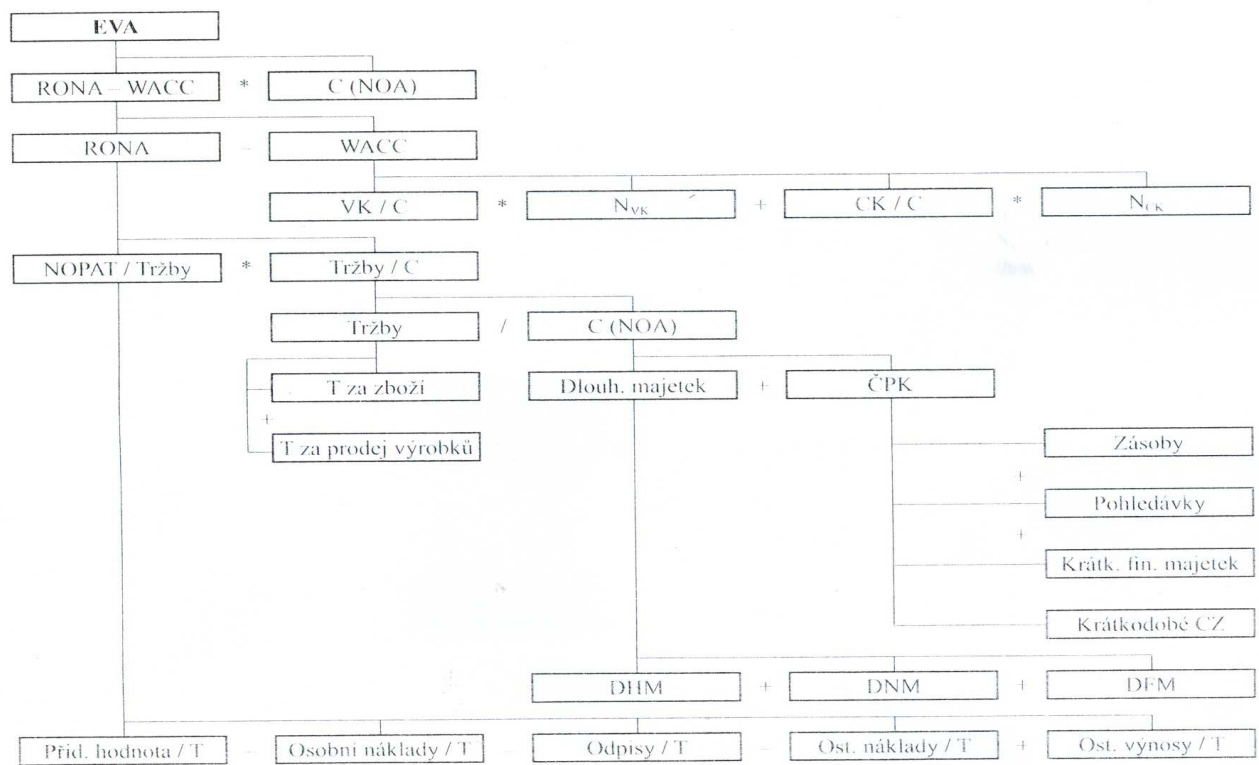 EVA
RONA – WACC * C (NOA)
RONA – WACC
VK / C * N_VK + CK / C * N_CK
NOPAT / Tržby * Tržby / C
Tržby / C (NOA)
T za zboží Dlouh. majetek + ČPK
+
T za prodej výrobků Zásoby
+
Pohledávky
+
Krátk. fin. majetek
Krátkodobé CZ
DHM + DNM + DFM
Přid. hodnota / T – Osobní náklady / T – Odpisy / T – Ost. náklady / T + Ost. výnosy / T